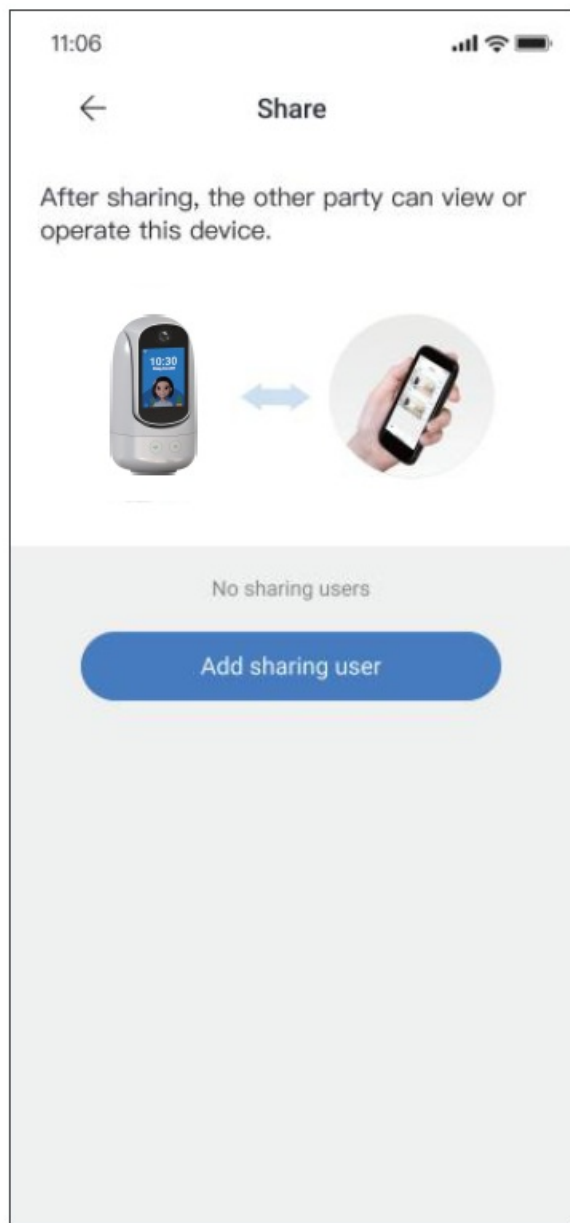 11:06
Share
After sharing, the other party can view or
operate this device.
10:30
No sharing users
Add sharing user